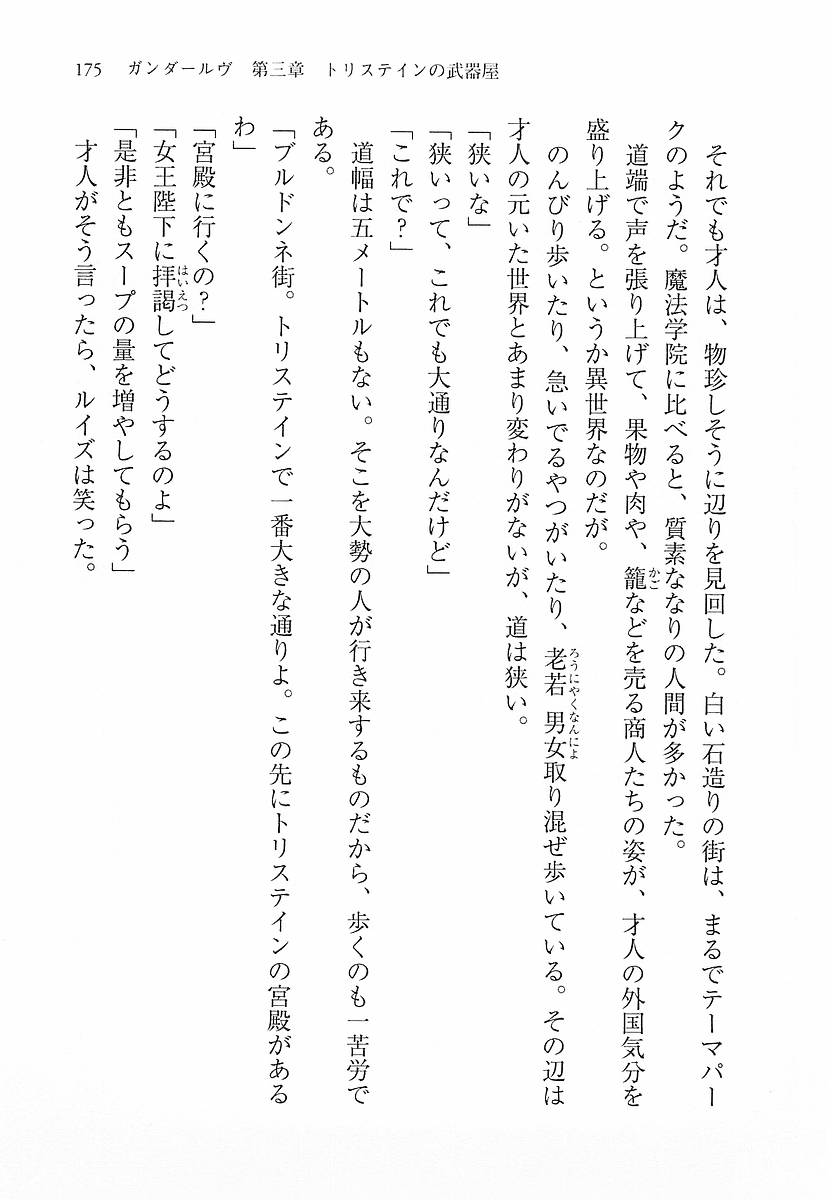 175　ガンダールヴ　第三章　トリステインの武器屋
　それでも才人は、物珍しそうに辺りを見回した。白い石造りの街は、まるでテーマパー
クのようだ。魔法学院に比べると、質素ななりの人間が多かった。
　道端で声を張り上げて、果物や肉や、籠などを売る商人たちの姿が、才人の外国気分を
盛り上げる。というか異世界なのだが。
　のんびり歩いたり、急いでるやつがいたり、老若男女取り混ぜ歩いている。その辺は
才人の元いた世界とあまり変わりがないが、道は狭い。
「狭いな」
「狭いって、これでも大通りなんだけど」
「これで？」
　道幅は五メートルもない。そこを大勢の人が行き来するものだから、歩くのも一苦労で
ある。
「ブルドンネ街。トリステインで一番大きな通りよ。この先にトリステインの宮殿がある
わ」
「宮殿に行くの？」
「女王陛下に拝謁してどうするのよ」
「是非ともスープの量を増やしてもらう」
　才人がそう言ったら、ルイズは笑った。